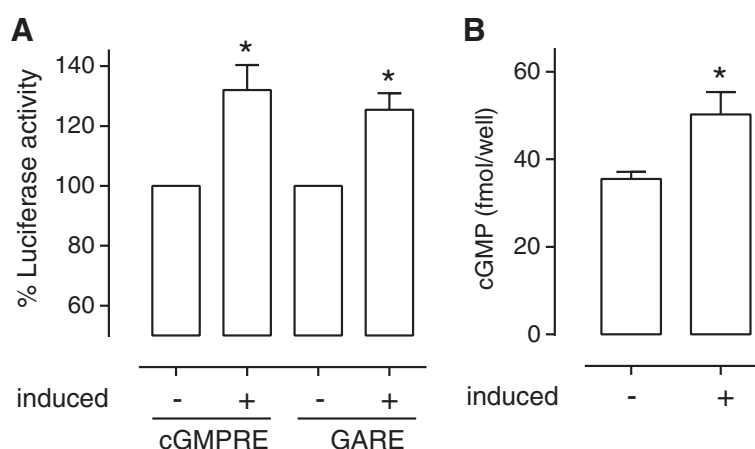 A
% Luciferase activity
140
120
100
80
60
*
*
induced
- + - +
cGMPRE GARE
B
cGMP (fmol/well)
60
40
20
0
*
induced
- +